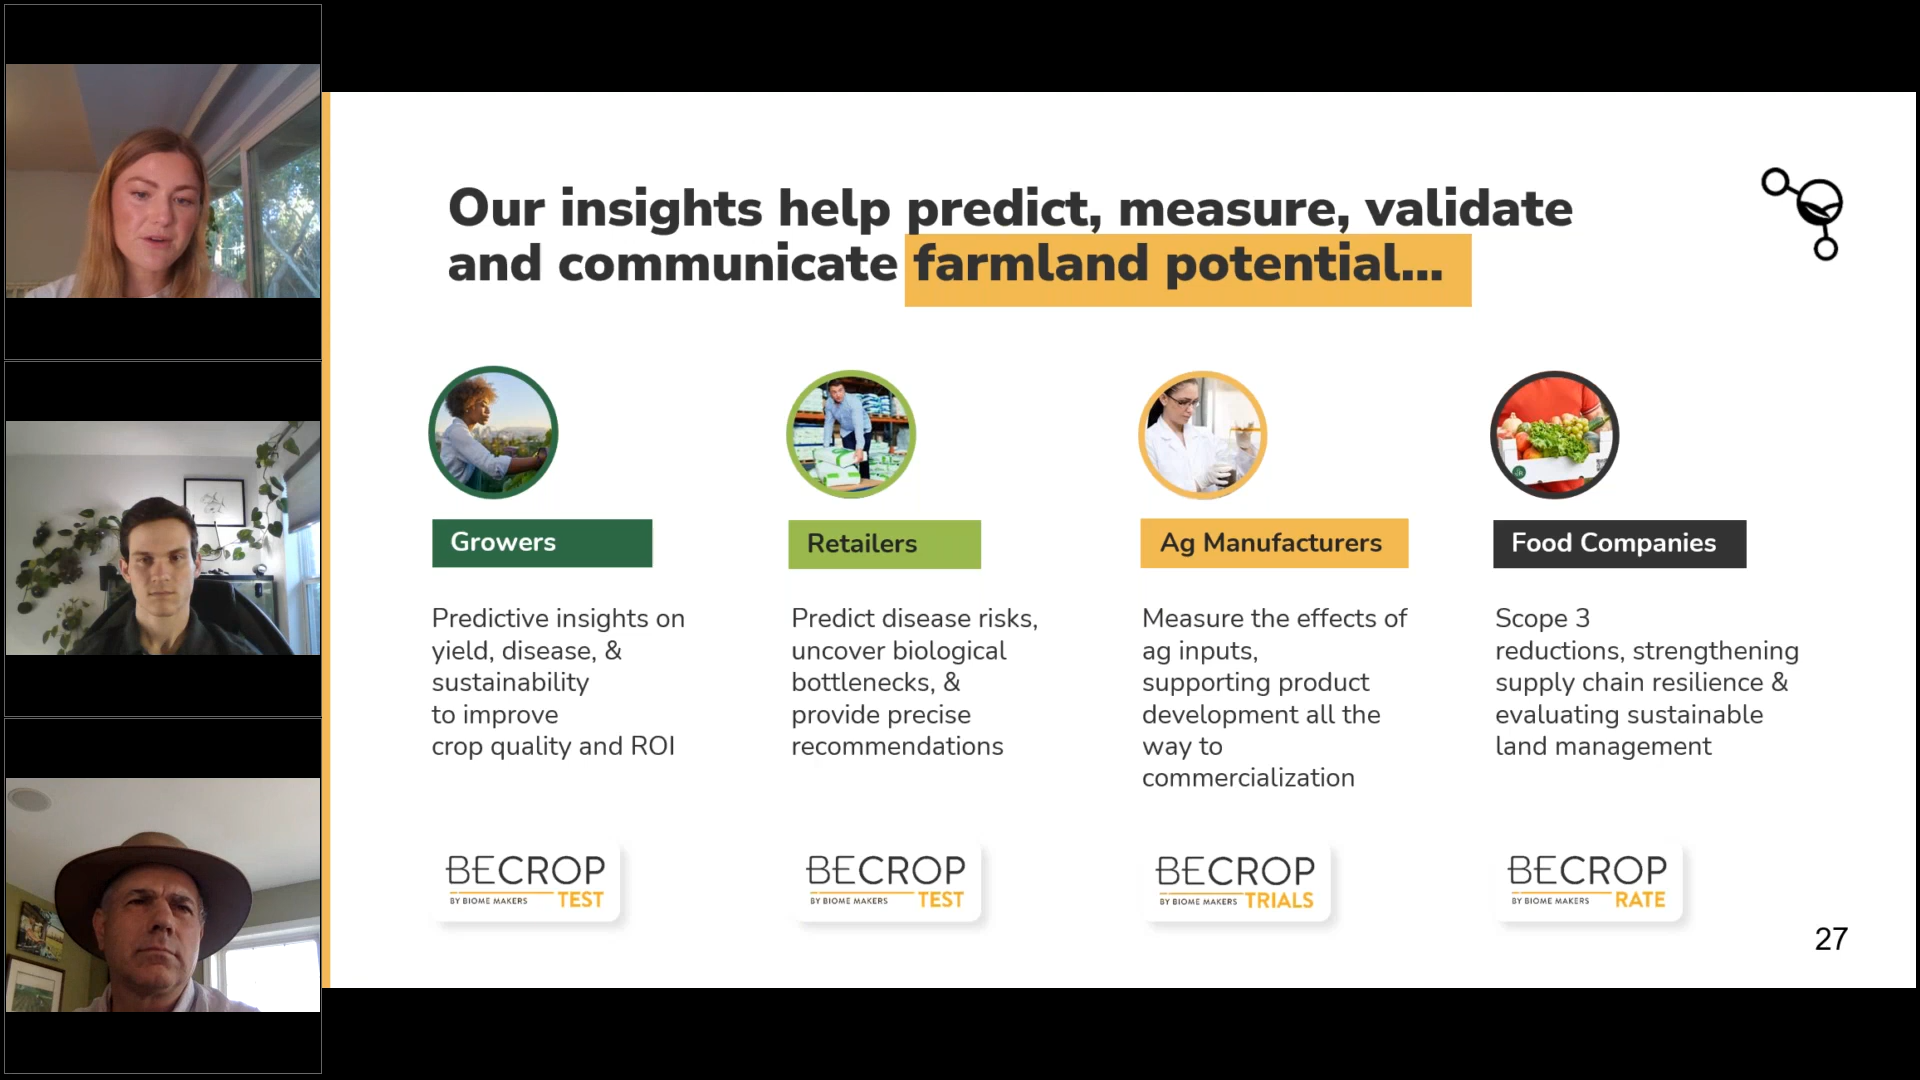 Our insights help predict, measure, validate
and communicate farmland potential...
Growers
Predictive insights on
yield, disease, &
sustainability
to improve
crop quality and ROI
BECROP
BY BIOME MAKERS TEST
Retailers
Predict disease risks,
uncover biological
bottlenecks, &
provide precise
recommendations
BECROP
BY BIOME MAKERS TEST
Ag Manufacturers
Measure the effects of
ag inputs,
supporting product
development all the
way to
commercialization
BECROP
BY BIOME MAKERS TRIALS
Food Companies
Scope 3
reductions, strengthening
supply chain resilience &
evaluating sustainable
land management
BECROP
BY BIOME MAKERS RATE
27